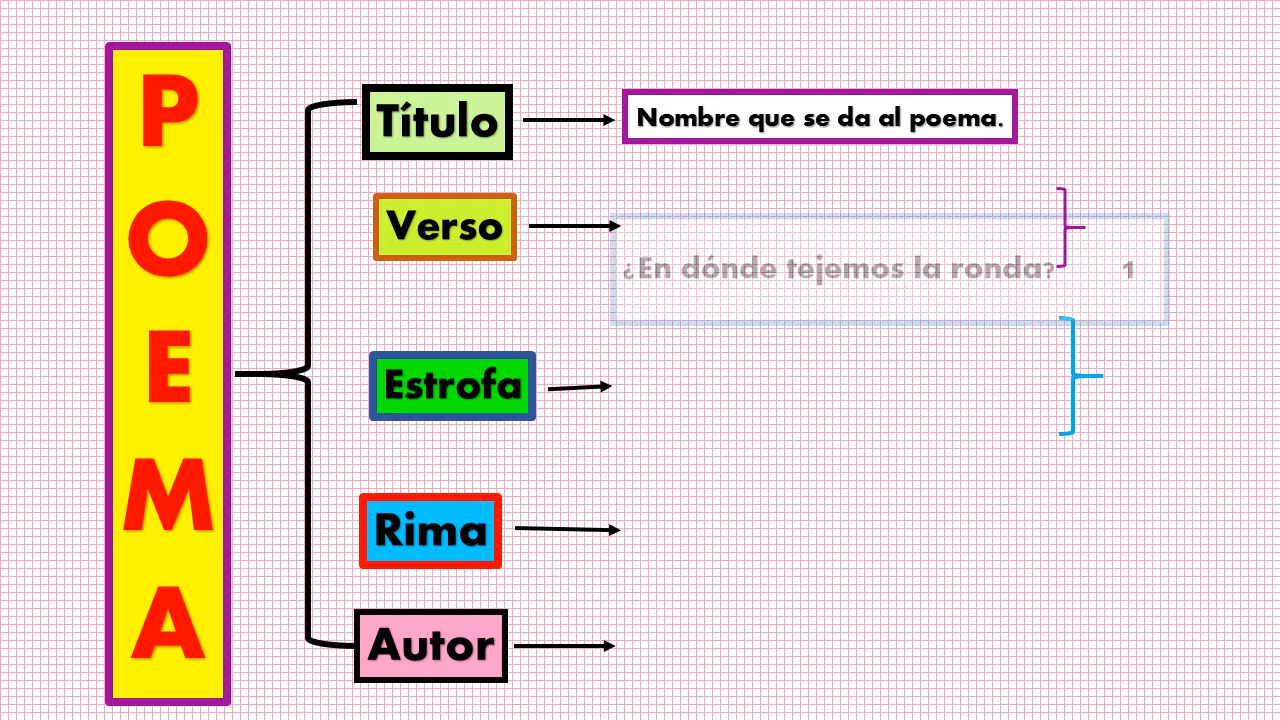 POEMA
Título
Nombre que se da al poema.
Verso
¿En dónde tejemos la ronda? 1
Estrofa
Rima
Autor